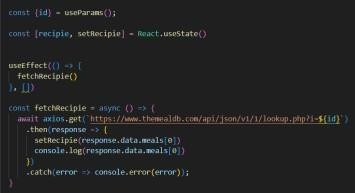 const {id} = useParams();
const [recipie, setRecipie] = React.useState()
useEffect(() => {
fetchRecipie()
}, [])
const fetchRecipie = async () => {
await axios.get(`https://www.themealdb.com/api/json/v1/1/lookup.php?i=${id}`)
.then(response => {
setRecipie(response.data.meals[0])
console.log(response.data.meals[0])
})
.catch(error => console.error(error));
}